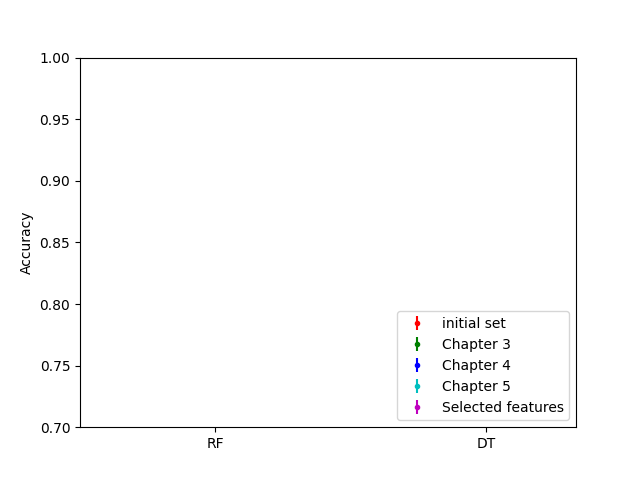 1.00
0.95
0.90
0.85
0.80
0.75
0.70
Accuracy
initial set
Chapter 3
Chapter 4
Chapter 5
Selected features
RF
DT